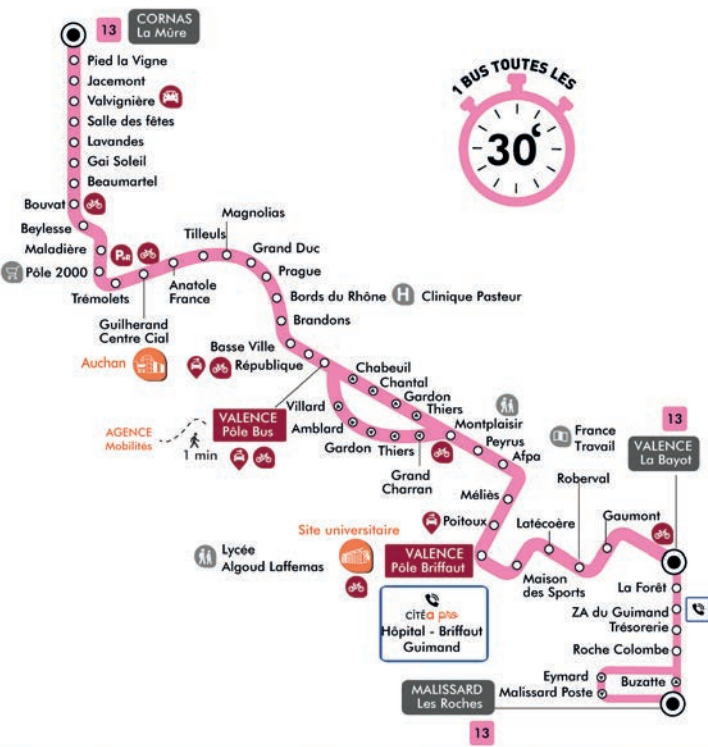 13
CORNAS
La Mûre
Pied la Vigne
Jacemont
Valvignière
Salle des fêtes
Lavandes
Gai Soleil
Beaumartel
Bouvat
Beylesse
Maladière
P+R
Pôle 2000
Trémolets
Guilherand
Centre Cial
Auchan
Anatole
France
Tilleuls
Magnolias
Grand Duc
Prague
Bords du Rhône
H
Clinique Pasteur
Brandons
Basse Ville
République
1 BUS TOUTES LES
30‘
VALENCE
Pôle Bus
AGENCE
Mobilités
1 min
Chabeuil
Chantal
Gardon
Thiers
Villard
Amblard
Gardon
Thiers
Grand
Charran
Montplaisir
Peyrus
Afpa
Méliès
Poitoux
Site universitaire
Lycée
Algoud Laffemas
VALENCE
Pôle Briffaut
CITÉA pro
Hôpital - Briffaut
Guimand
Maison
des Sports
Latécoère
Roberval
France
Travail
Gaumont
13
VALENCE
La Bayot
La Forêt
ZA du Guimand
Trésorerie
Roche Colombe
Eymard
Buzatte
Malissard Poste
MALISSARD
Les Roches
13